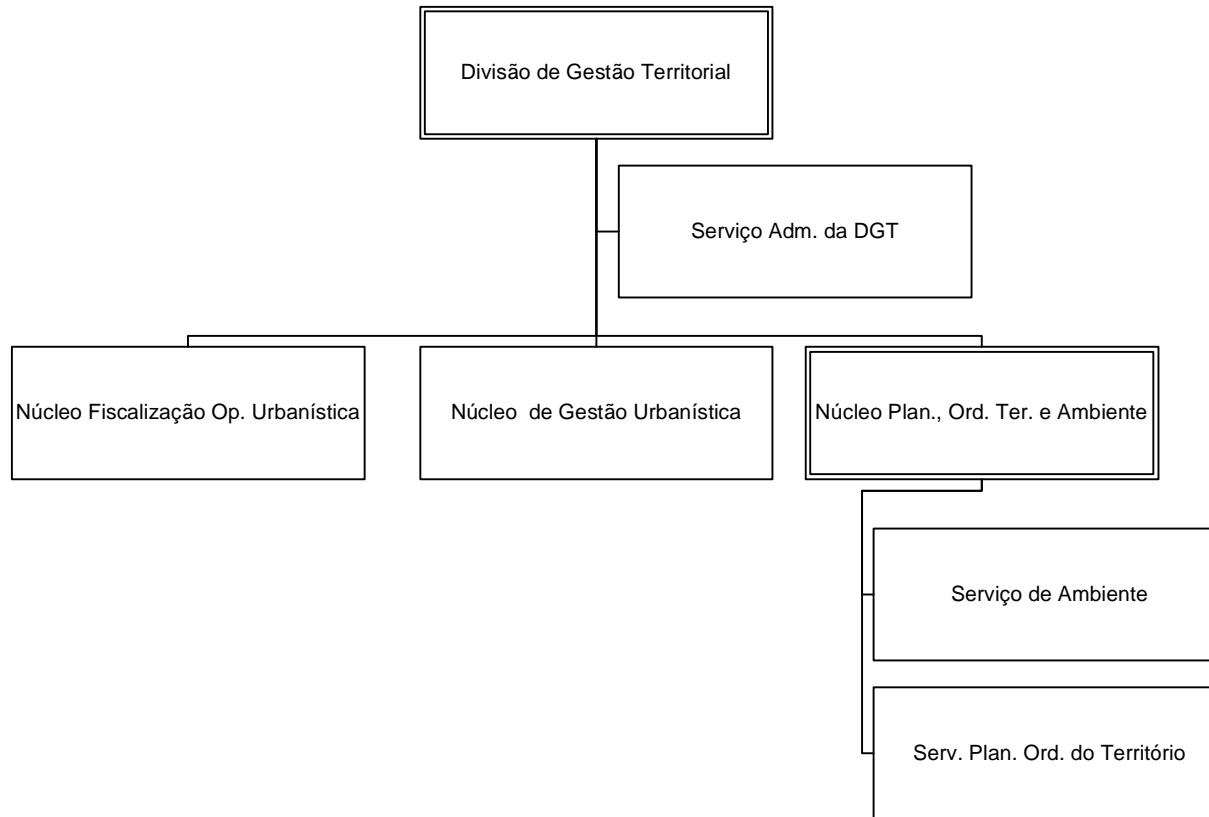 Divisão de Gestão Territorial
Serviço Adm. da DGT
Núcleo Fiscalização Op. Urbanística
Núcleo de Gestão Urbanística
Núcleo Plan., Ord. Ter. e Ambiente
Serviço de Ambiente
Serv. Plan. Ord. do Território